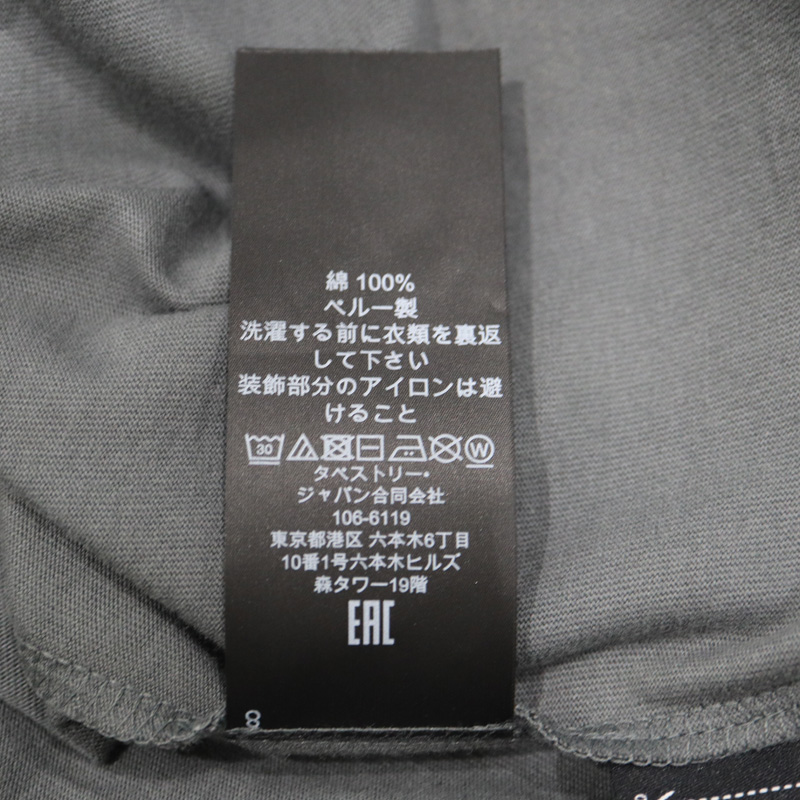 綿 100%
ペルー製
洗濯する前に衣類を裏返
して下さい
装飾部分のアイロンは避
けること
30 W
タペストリー・
ジャパン合同会社
106-6119
東京都港区 六本木6丁目
10番1号六本木ヒルズ
森タワー19階
EAC
8